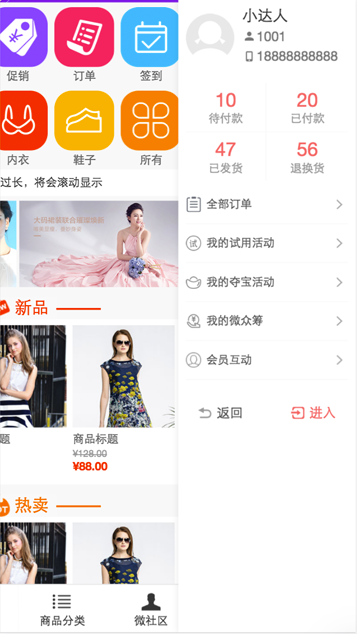 促销
订单
签到
内衣
鞋子
所有
过长，将会滚动显示
新品
题
商品标题
¥128.00
¥88.00
热卖
商品分类
微社区
小达人
1001
18888888888
10
20
待付款
已付款
47
56
已发货
退换货
全部订单
试
我的试用活动
我的夺宝活动
我的微众筹
会员互动
返回
进入